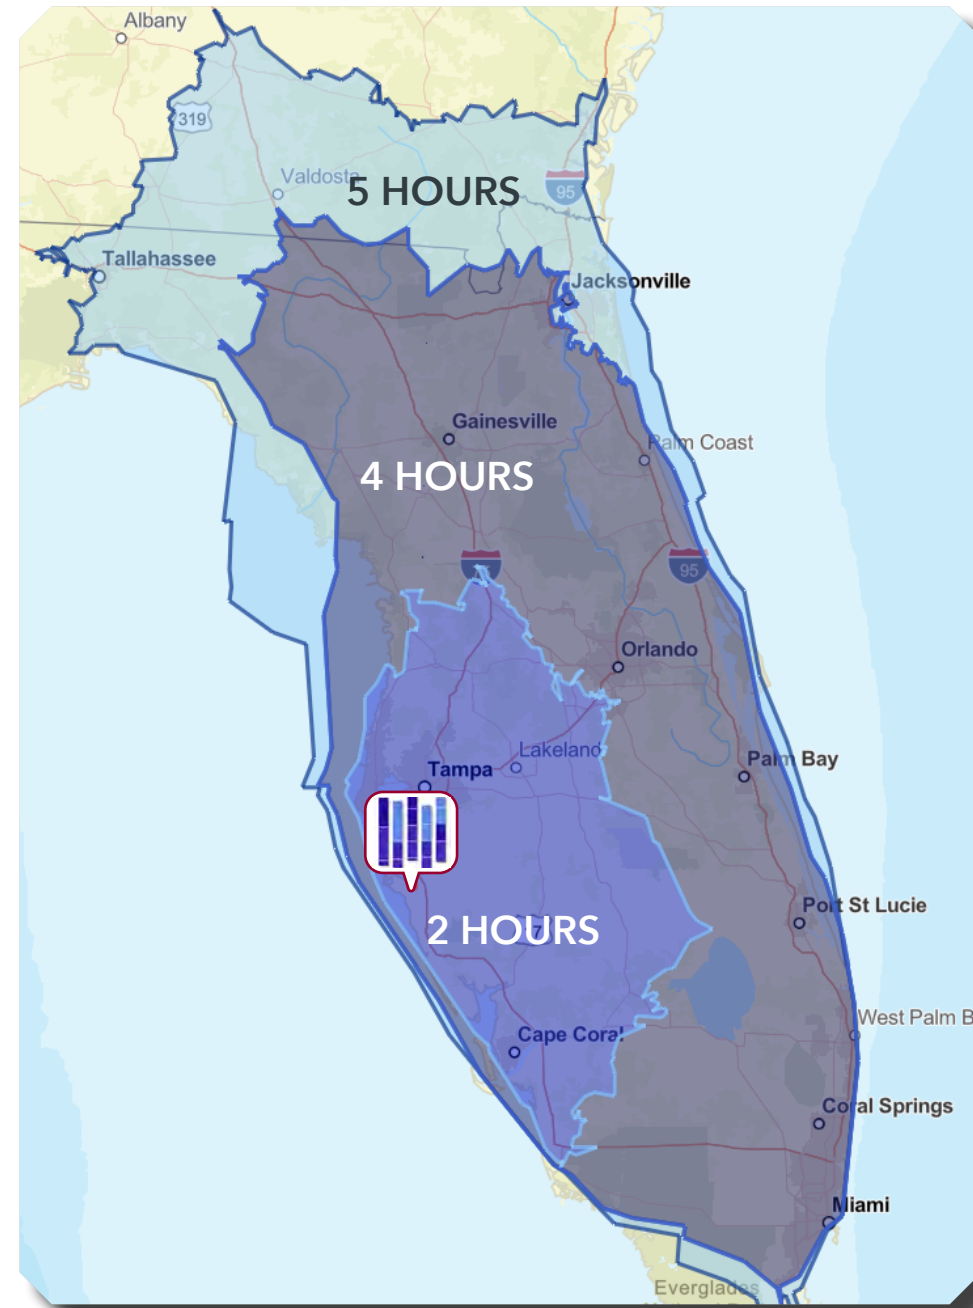 Albany
319
Valdosta
5 HOURS
95
Tallahassee
Jacksonville
Gainesville
Palm Coast
4 HOURS
95
Orlando
Lakeland
Palm Bay
Tampa
Port St Lucie
2 HOURS
West Palm B
Cape Coral
Coral Springs
Miami
Everglades